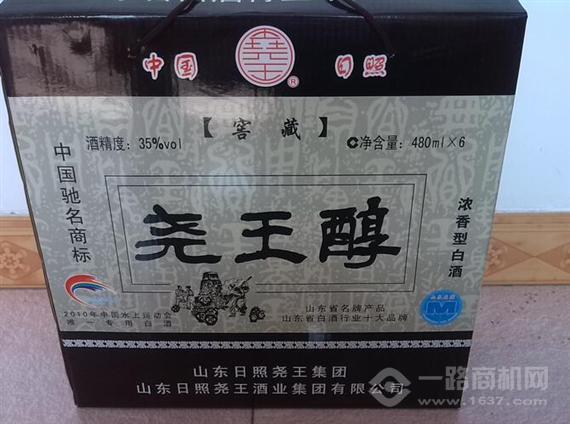 中国 日照
尧王
®
【窖藏】
酒精度：35%vol
净含量：480ml×6
中国驰名商标
尧王醇
浓香型白酒
2010年中国水上运动会
唯一专用白酒
山东省名牌产品
山东省白酒行业十大品牌
山东日照尧王集团
山东日照尧王酒业集团有限公司
一路商机网
www.1637.com